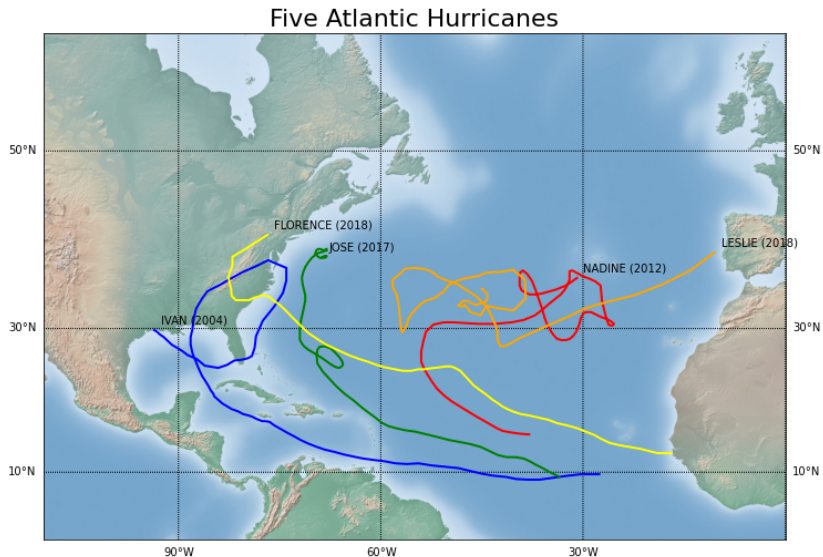 Five Atlantic Hurricanes
50°N
50°N
FLORENCE (2018)
JOSE (2017)
LESLIE (2018)
NADINE (2012)
IVAN (2004)
30°N
30°N
10°N
10°N
90°W
60°W
30°W